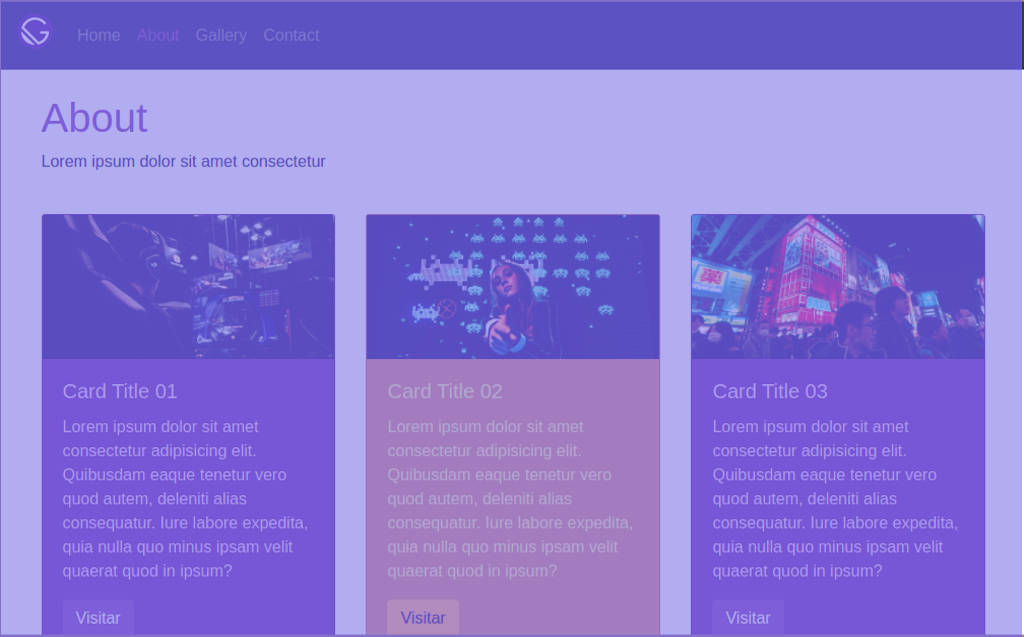 Home About Gallery Contact
About
Lorem ipsum dolor sit amet consectetur
薬
Card Title 01
Lorem ipsum dolor sit amet
consectetur adipisicing elit.
Quibusdam eaque tenetur vero
quod autem, deleniti alias
consequatur. Iure labore expedita,
quia nulla quo minus ipsam velit
quaerat quod in ipsum?
Visitar
Card Title 02
Lorem ipsum dolor sit amet
consectetur adipisicing elit.
Quibusdam eaque tenetur vero
quod autem, deleniti alias
consequatur. Iure labore expedita,
quia nulla quo minus ipsam velit
quaerat quod in ipsum?
Visitar
Card Title 03
Lorem ipsum dolor sit amet
consectetur adipisicing elit.
Quibusdam eaque tenetur vero
quod autem, deleniti alias
consequatur. Iure labore expedita,
quia nulla quo minus ipsam velit
quaerat quod in ipsum?
Visitar